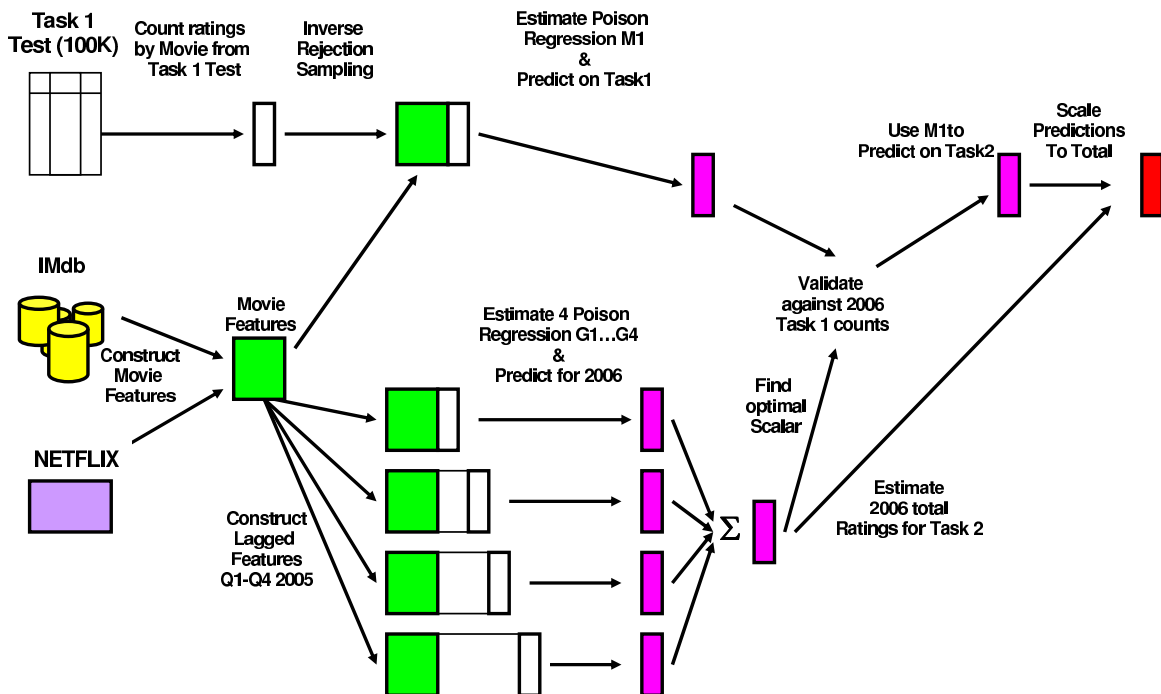 Task 1
Test (100K)
Count ratings
by Movie from
Task 1 Test
Inverse
Rejection
Sampling
Estimate Poison
Regression M1
&
Predict on Task1
Use M1to
Predict on Task2
Scale
Predictions
To Total
IMdb
Construct
Movie
Features
NETFLIX
Movie
Features
Construct
Lagged
Features
Q1-Q4 2005
Estimate 4 Poison
Regression G1...G4
&
Predict for 2006
Σ
Find
optimal
Scalar
Validate
against 2006
Task 1 counts
Estimate
2006 total
Ratings for Task 2